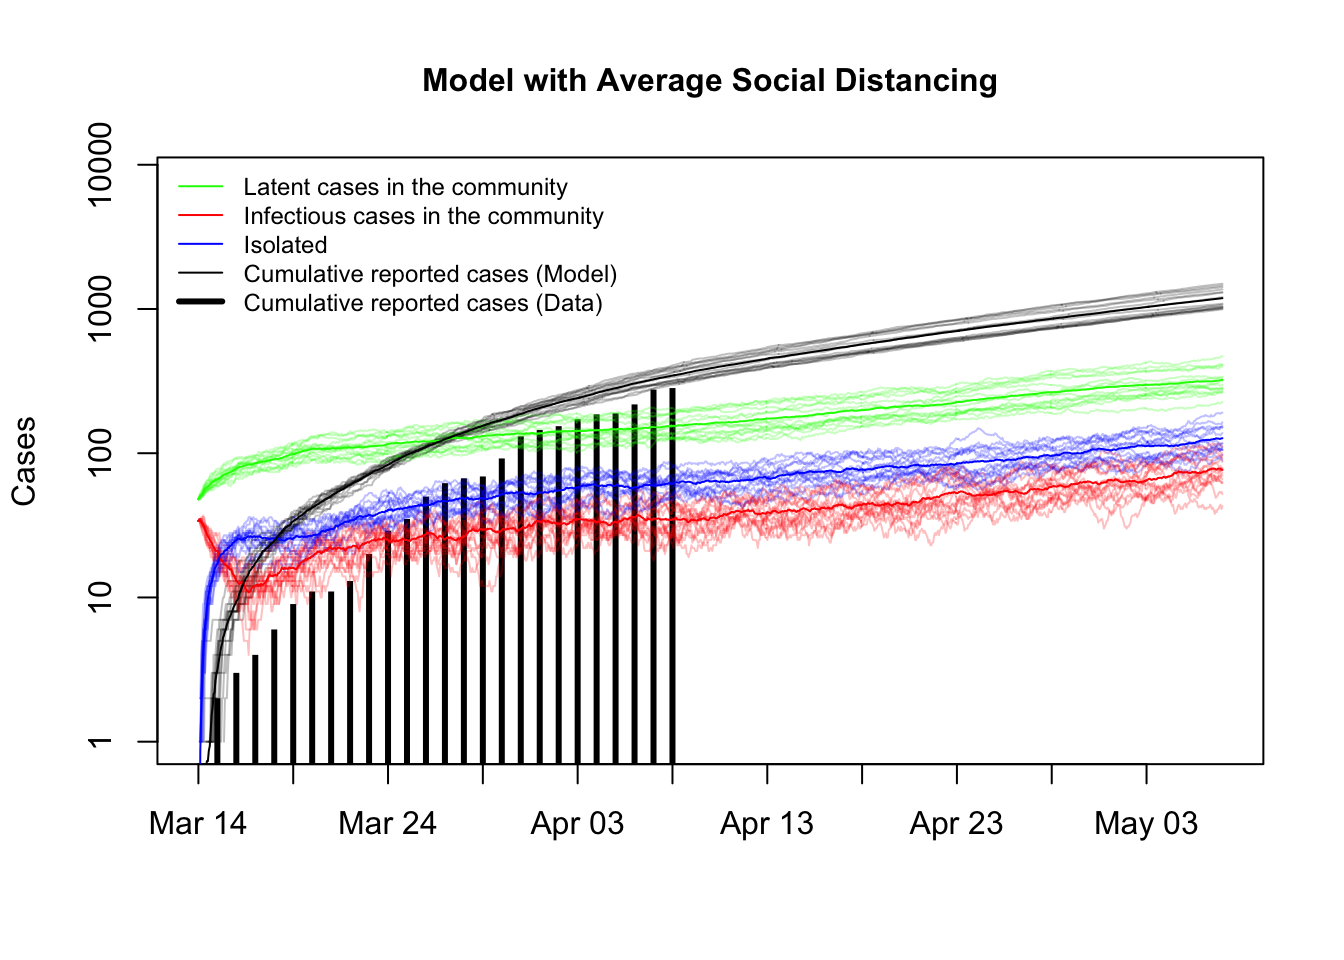 Model with Average Social Distancing
Latent cases in the community
Infectious cases in the community
Isolated
Cumulative reported cases (Model)
Cumulative reported cases (Data)
Cases
10000
1000
100
10
1
Mar 14
Mar 24
Apr 03
Apr 13
Apr 23
May 03